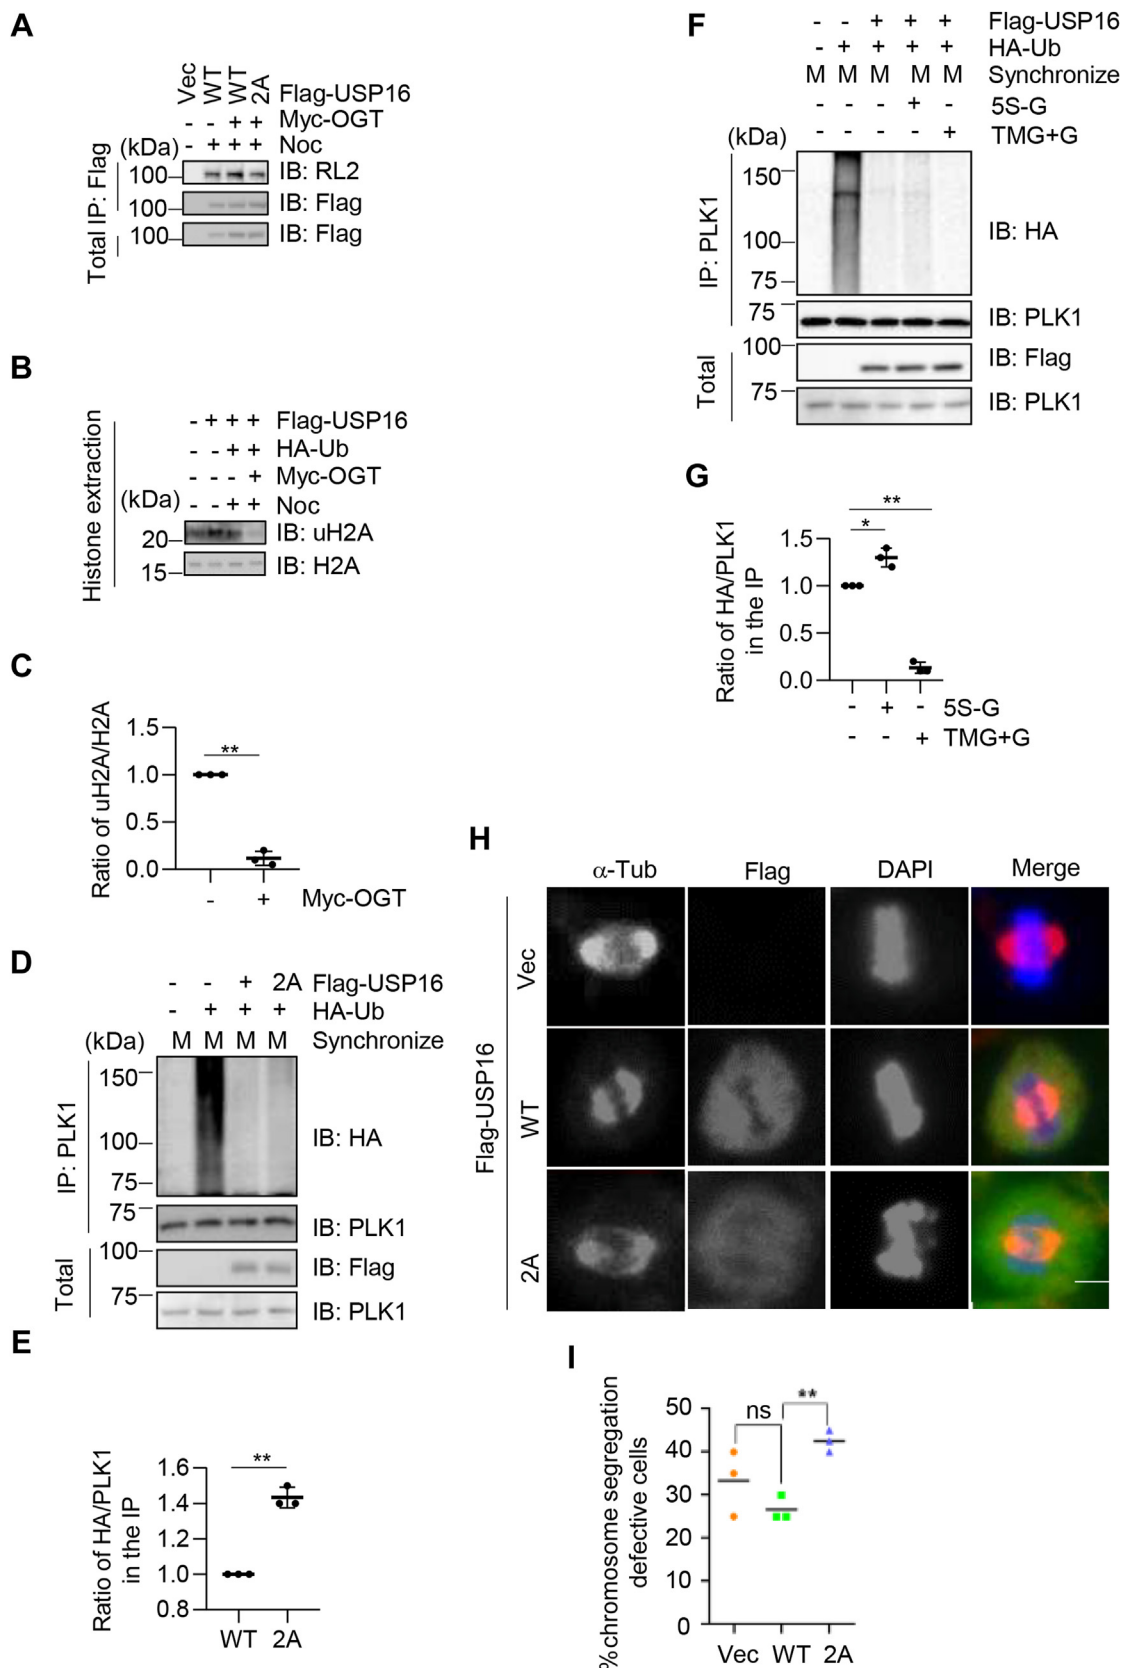 A
Vec WT WT 2A Flag-USP16
- - + + Myc-OGT
(kDa) - + + + Noc
Total IP: Flag
100 IB: RL2
100 IB: Flag
100 IB: Flag
B
Histone extraction
- + + + Flag-USP16
- - + + HA-Ub
- - - + Myc-OGT
(kDa) - - + + Noc
20 IB: uH2A
15 IB: H2A
C
Ratio of uH2A/H2A
1.5
1.0
0.5
0.0
**
- + Myc-OGT
D
- - + 2A Flag-USP16
- + + + HA-Ub
(kDa) M M M M Synchronize
IP: PLK1
150
100 IB: HA
75
75 IB: PLK1
Total
100 IB: Flag
75 IB: PLK1
E
Ratio of HA/PLK1
in the IP
1.6
1.4
1.2
1.0
0.8
**
WT 2A
F
- - + + + Flag-USP16
- + + + + HA-Ub
M M M M M Synchronize
- - - + - 5S-G
(kDa) - - - - + TMG+G
IP: PLK1
150
100 IB: HA
75
75 IB: PLK1
Total
100 IB: Flag
75 IB: PLK1
G
Ratio of HA/PLK1
in the IP
1.5
1.0
0.5
0.0
**
*
- + - 5S-G
- - + TMG+G
H
α-Tub Flag DAPI Merge
Flag-USP16
Vec
WT
2A
I
%chromosome segregation
defective cells
50
40
30
20
10
0
ns
**
Vec WT 2A